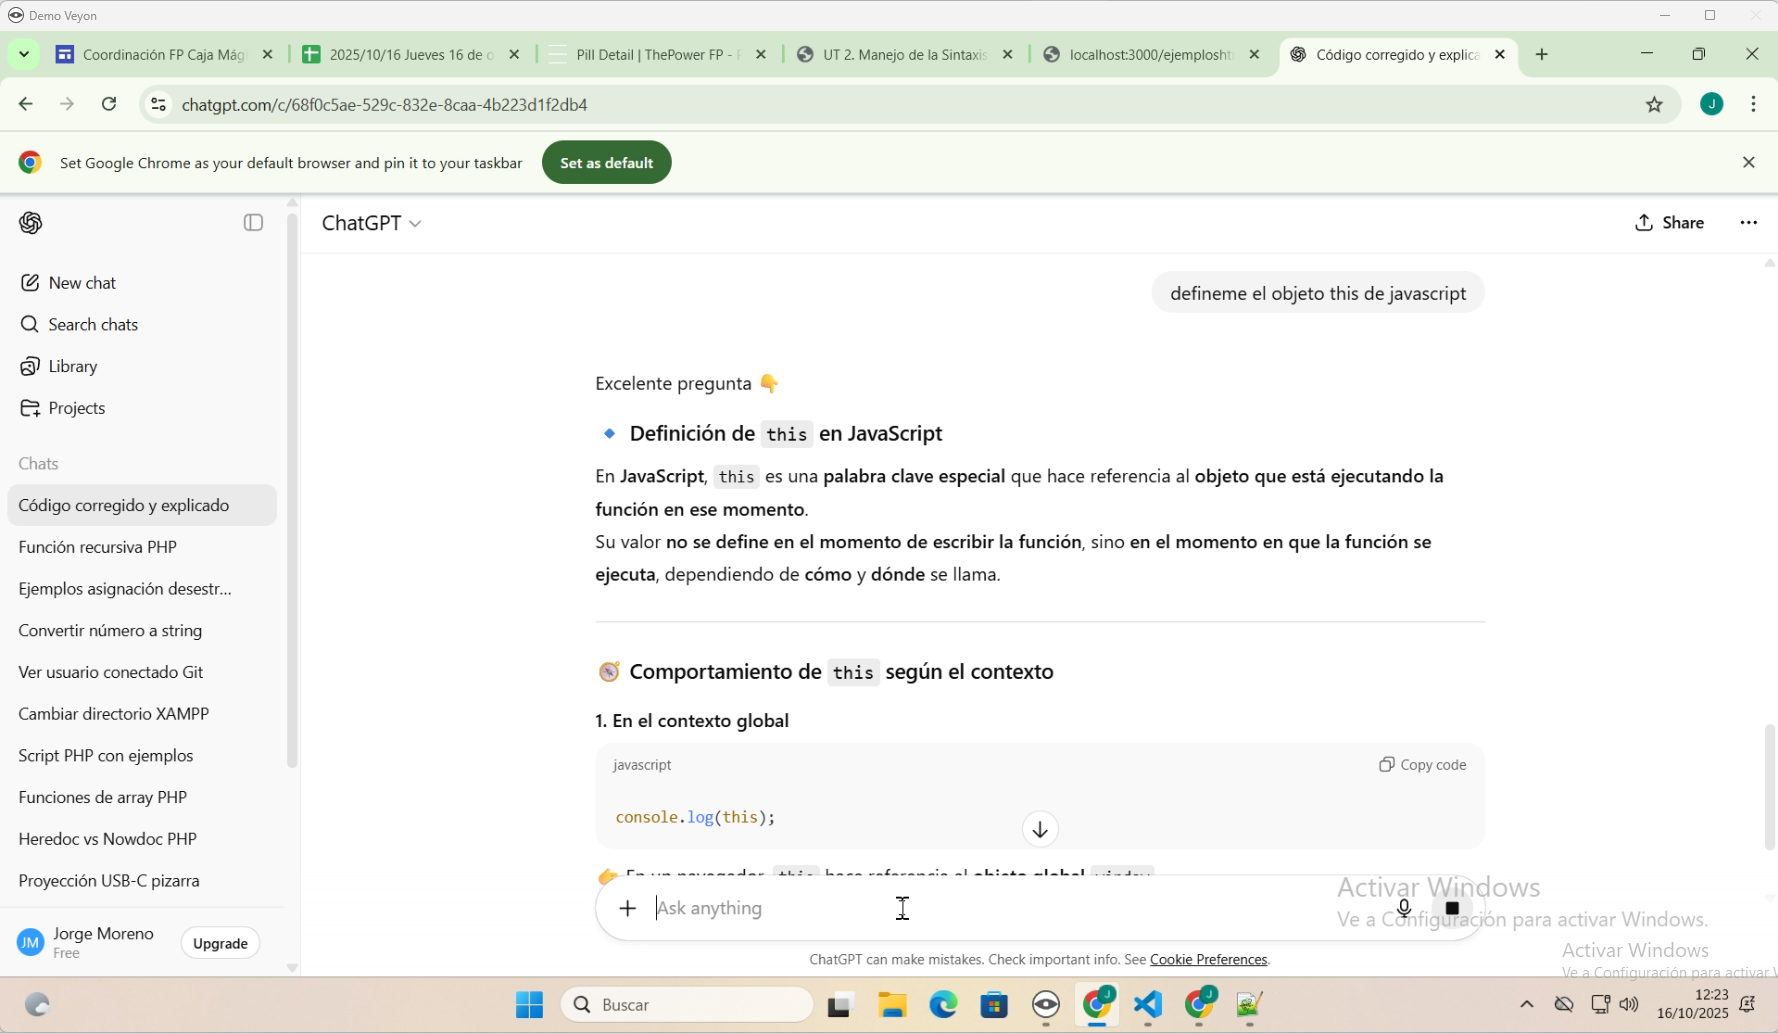 Demo Veyon
Coordinación FP Caja Mág
2025/10/16 Jueves 16 de o
Pill Detail | ThePower FP - F
UT 2. Manejo de la Sintaxis
localhost:3000/ejemplosht
Código corregido y explica
chatgpt.com/c/68f0c5ae-529c-832e-8caa-4b223d1f2db4
J
Set Google Chrome as your default browser and pin it to your taskbar
Set as default
ChatGPT
Share
New chat
Search chats
Library
Projects
Chats
Código corregido y explicado
Función recursiva PHP
Ejemplos asignación desestr...
Convertir número a string
Ver usuario conectado Git
Cambiar directorio XAMPP
Script PHP con ejemplos
Funciones de array PHP
Heredoc vs Nowdoc PHP
Proyección USB-C pizarra
JM
Jorge Moreno
Free
Upgrade
defineme el objeto this de javascript
Excelente pregunta 👇
🔹 Definición de this en JavaScript
En JavaScript, this es una palabra clave especial que hace referencia al objeto que está ejecutando la
función en ese momento.
Su valor no se define en el momento de escribir la función, sino en el momento en que la función se
ejecuta, dependiendo de cómo y dónde se llama.
🧭 Comportamiento de this según el contexto
1. En el contexto global
javascript
Copy code
console.log(this);
👉 En un navegador, this hace referencia al objeto global window
Ask anything
ChatGPT can make mistakes. Check important info. See Cookie Preferences.
Activar Windows
Ve a Configuración para activar Windows.
Activar Windows
Ve a Configuración para activar
Buscar
J
J
12:23
16/10/2025